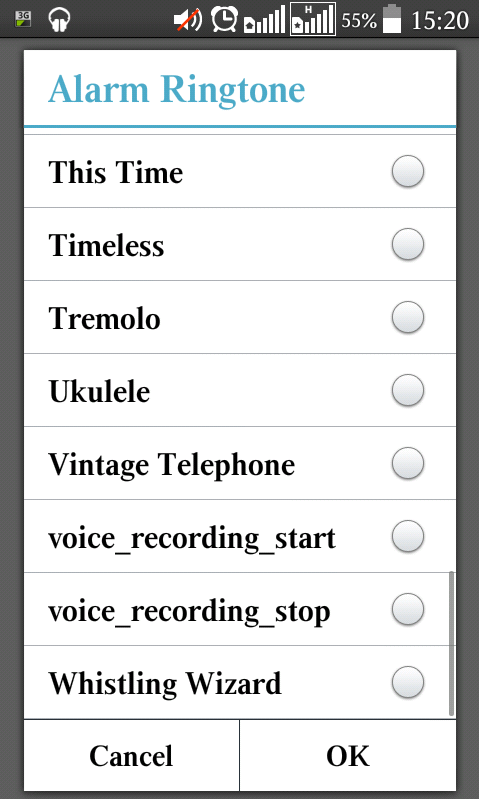 3G
H
55%
15:20
Alarm Ringtone
This Time
Timeless
Tremolo
Ukulele
Vintage Telephone
voice_recording_start
voice_recording_stop
Whistling Wizard
Cancel
OK